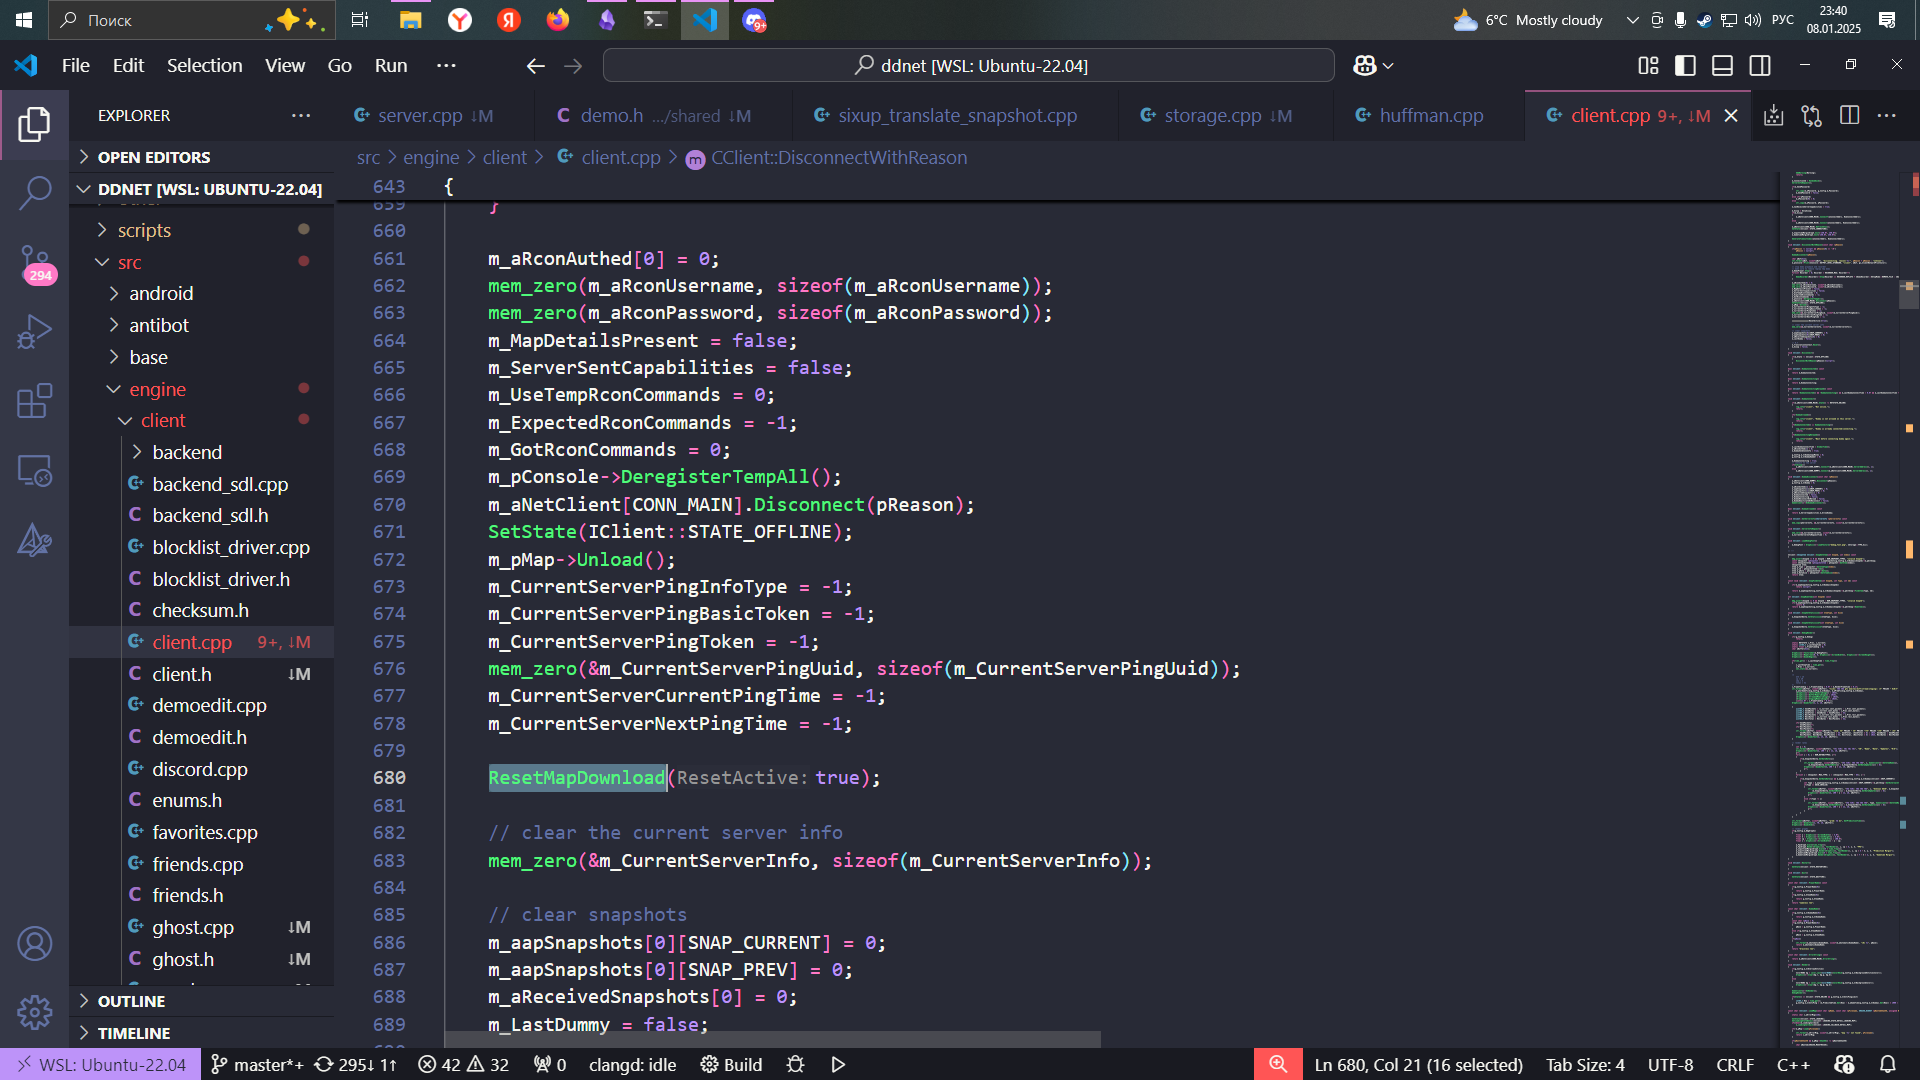 Поиск
6°C Mostly cloudy
РУС
23:40
08.01.2025
9+
File Edit Selection View Go Run ···
ddnet [WSL: Ubuntu-22.04]
EXPLORER
server.cpp ↓M
demo.h .../shared ↓M
sixup_translate_snapshot.cpp
storage.cpp ↓M
huffman.cpp
client.cpp 9+, ↓M
OPEN EDITORS
DDNET [WSL: UBUNTU-22.04]
scripts
src
android
antibot
base
engine
client
backend
backend_sdl.cpp
backend_sdl.h
blocklist_driver.cpp
blocklist_driver.h
checksum.h
client.cpp 9+, ↓M
client.h ↓M
demoedit.cpp
demoedit.h
discord.cpp
enums.h
favorites.cpp
friends.cpp
friends.h
ghost.cpp ↓M
ghost.h ↓M
OUTLINE
TIMELINE
294
src > engine > client > client.cpp > CClient::DisconnectWithReason
643 {
659 }
660
661 m_aRconAuthed[0] = 0;
662 mem_zero(m_aRconUsername, sizeof(m_aRconUsername));
663 mem_zero(m_aRconPassword, sizeof(m_aRconPassword));
664 m_MapDetailsPresent = false;
665 m_ServerSentCapabilities = false;
666 m_UseTempRconCommands = 0;
667 m_ExpectedRconCommands = -1;
668 m_GotRconCommands = 0;
669 m_pConsole->DeregisterTempAll();
670 m_aNetClient[CONN_MAIN].Disconnect(pReason);
671 SetState(IClient::STATE_OFFLINE);
672 m_pMap->Unload();
673 m_CurrentServerPingInfoType = -1;
674 m_CurrentServerPingBasicToken = -1;
675 m_CurrentServerPingToken = -1;
676 mem_zero(&m_CurrentServerPingUuid, sizeof(m_CurrentServerPingUuid));
677 m_CurrentServerCurrentPingTime = -1;
678 m_CurrentServerNextPingTime = -1;
679
680 ResetMapDownload(ResetActive: true);
681
682 // clear the current server info
683 mem_zero(&m_CurrentServerInfo, sizeof(m_CurrentServerInfo));
684
685 // clear snapshots
686 m_aapSnapshots[0][SNAP_CURRENT] = 0;
687 m_aapSnapshots[0][SNAP_PREV] = 0;
688 m_aReceivedSnapshots[0] = 0;
689 m_LastDummy = false;
WSL: Ubuntu-22.04 master*+ 295↓ 1↑ 42 32 0 clangd: idle Build Ln 680, Col 21 (16 selected) Tab Size: 4 UTF-8 CRLF C++